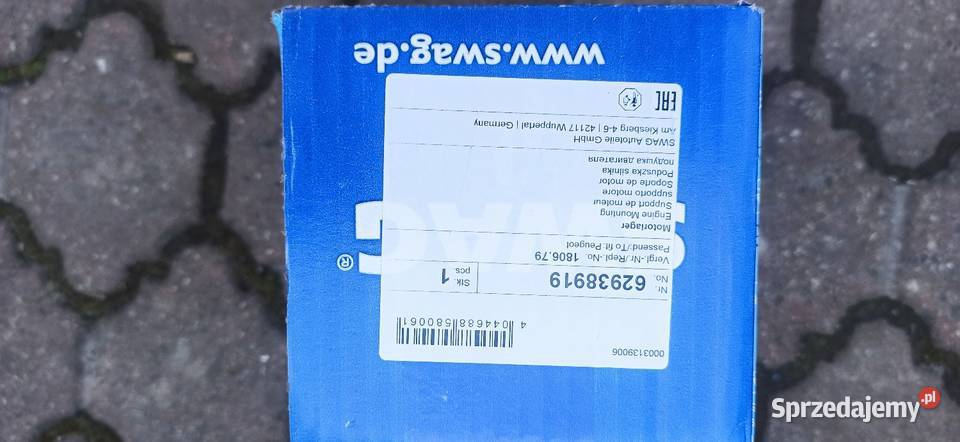 0003139006
4 044688 580061
Nr. No. 62938919 Stk. pcs 1
Vergl.-Nr./Repl.-No. 1806.79
Passend:/To fit: Peugeot
Motorlager
Engine Mounting
Support de moteur
supporto motore
Soporte de motor
Poduszka silnika
подушка двигателя
SWAG Autoteile GmbH
Am Kiesberg 4-6 | 42117 Wuppertal | Germany
EAC
www.swag.de
®
Sprzedajemy.pl